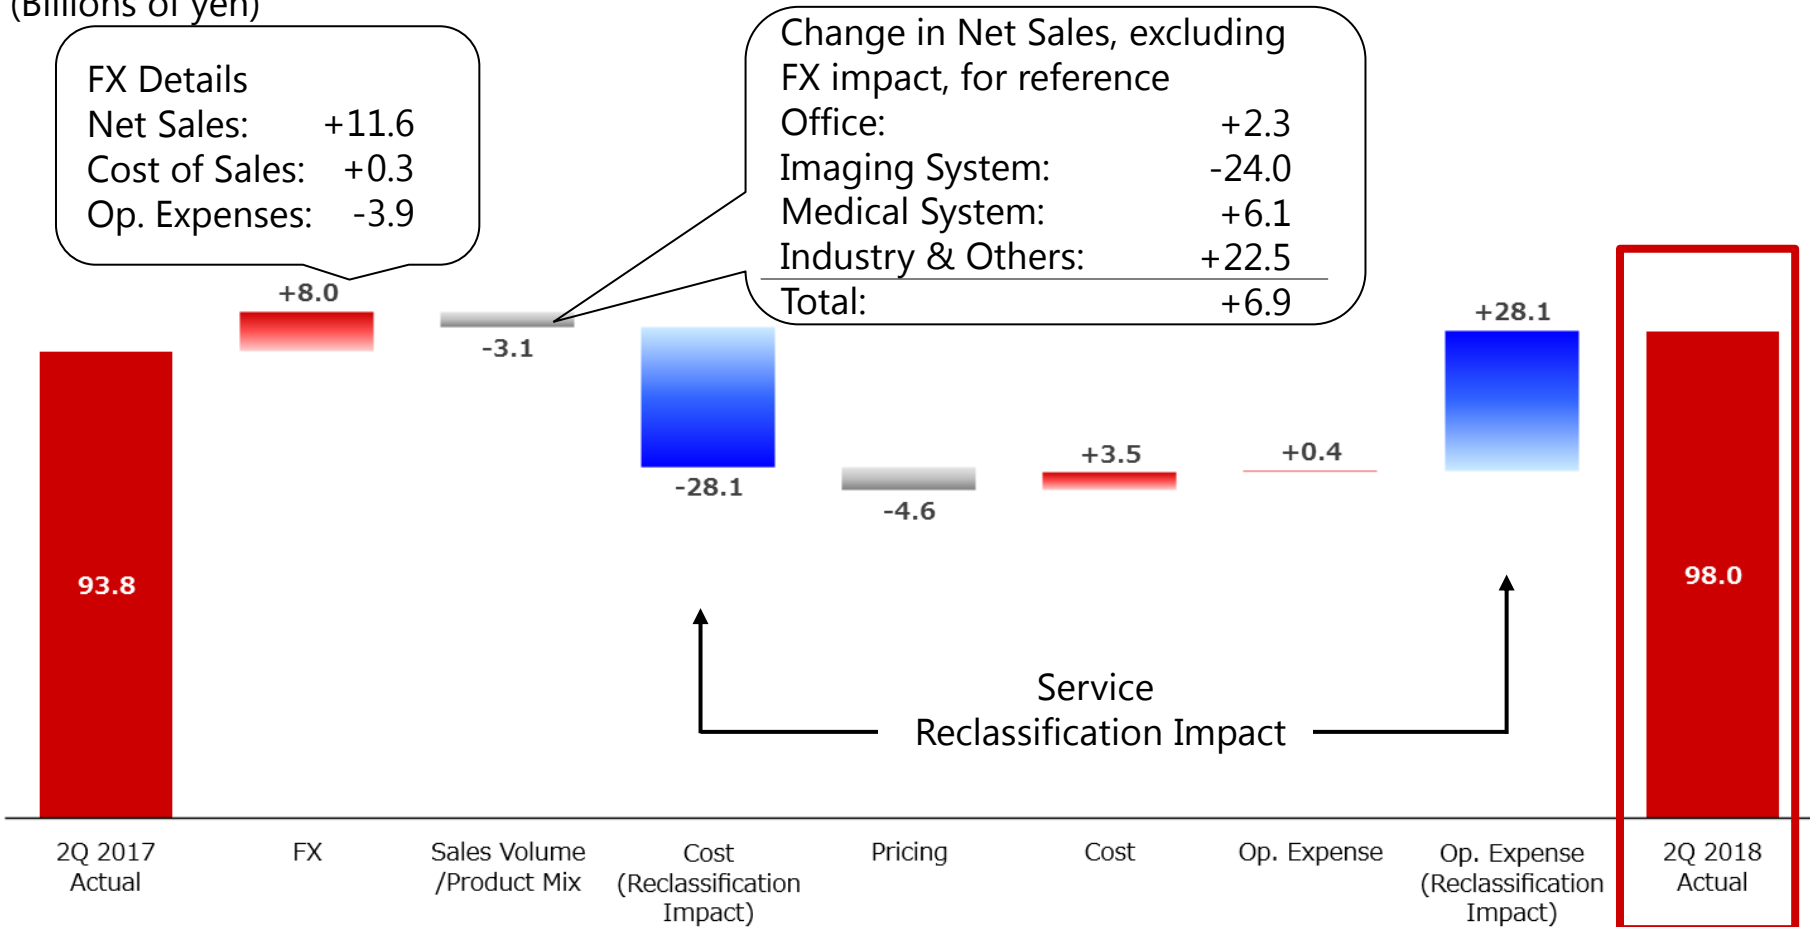 (Billions of yen)
FX Details
Net Sales: +11.6
Cost of Sales: +0.3
Op. Expenses: -3.9
Change in Net Sales, excluding
FX impact, for reference
Office: +2.3
Imaging System: -24.0
Medical System: +6.1
Industry & Others: +22.5
Total: +6.9
+8.0
-3.1
-28.1
-4.6
+3.5
+0.4
+28.1
93.8
98.0
Service
Reclassification Impact
2Q 2017
Actual
FX
Sales Volume
/Product Mix
Cost
(Reclassification
Impact)
Pricing
Cost
Op. Expense
Op. Expense
(Reclassification
Impact)
2Q 2018
Actual